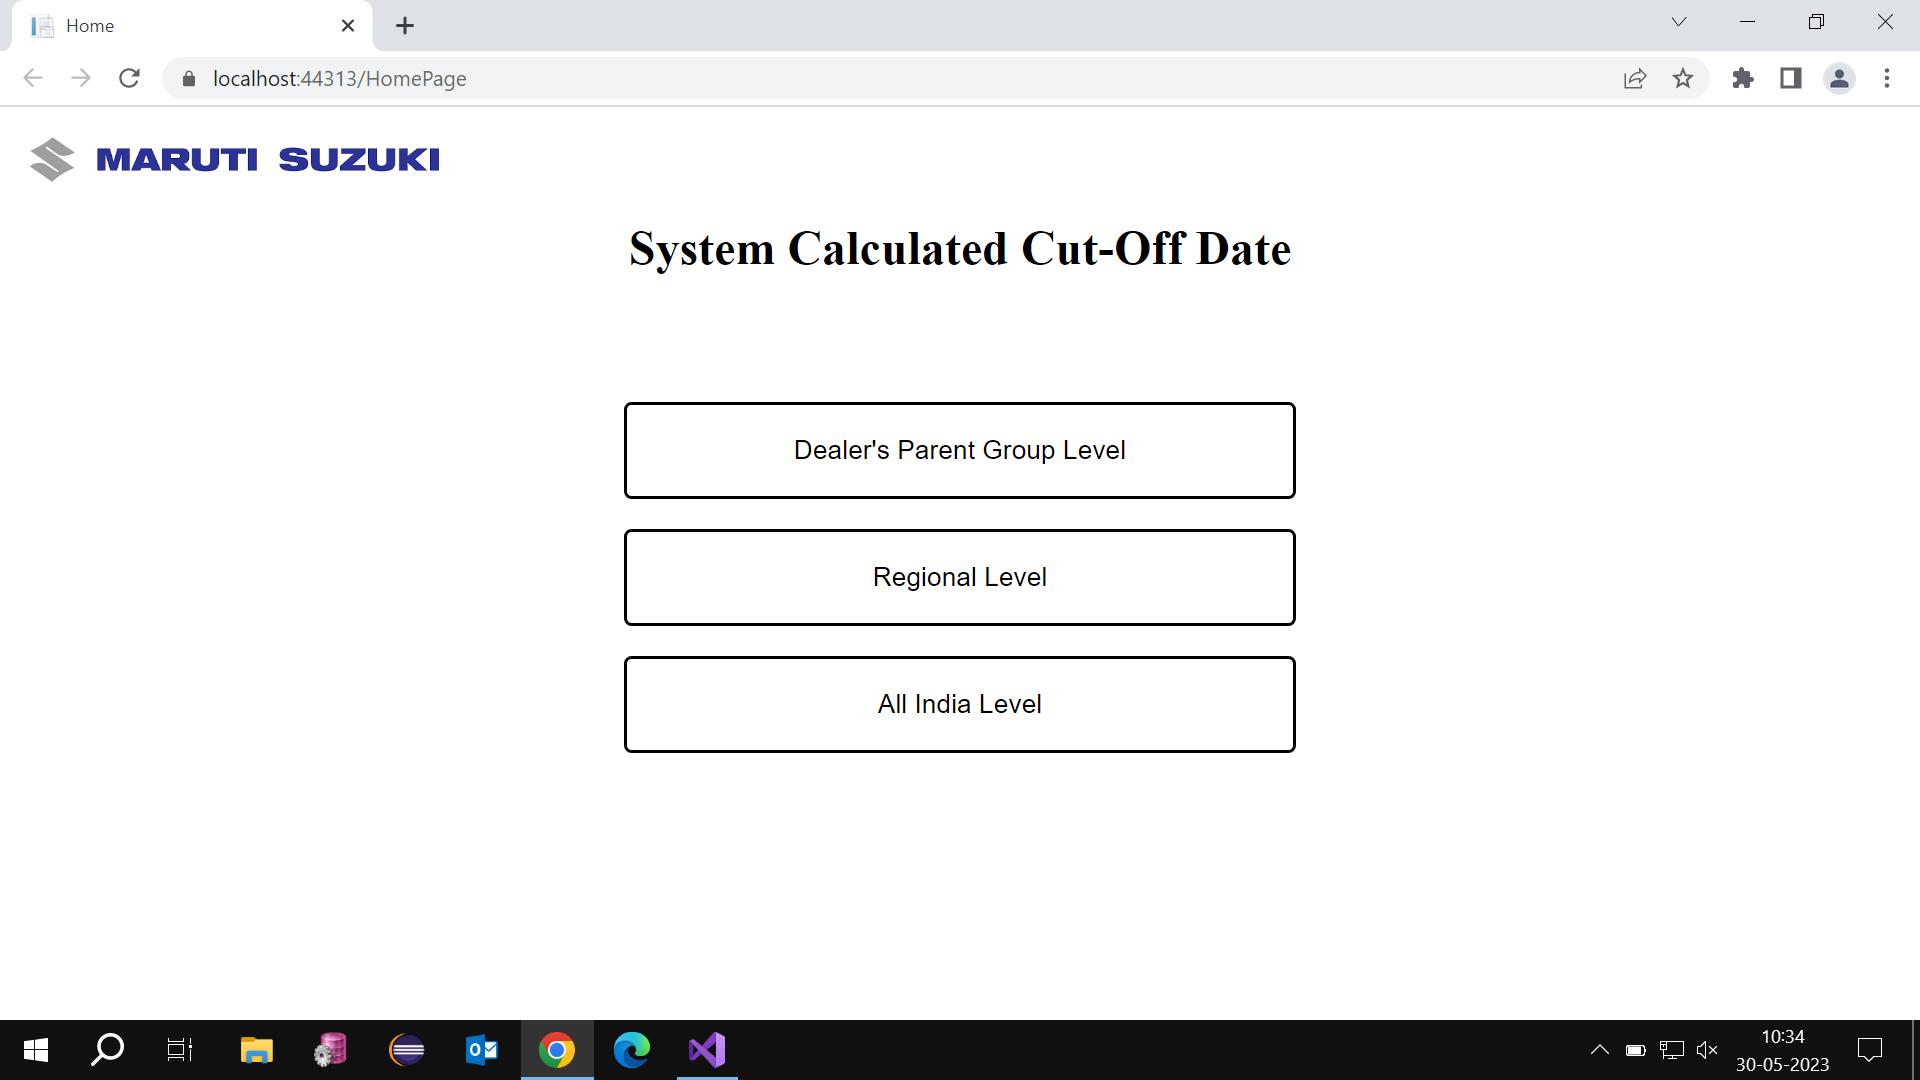 Home
localhost:44313/HomePage
MARUTI SUZUKI
System Calculated Cut-Off Date
Dealer's Parent Group Level
Regional Level
All India Level
10:34
30-05-2023